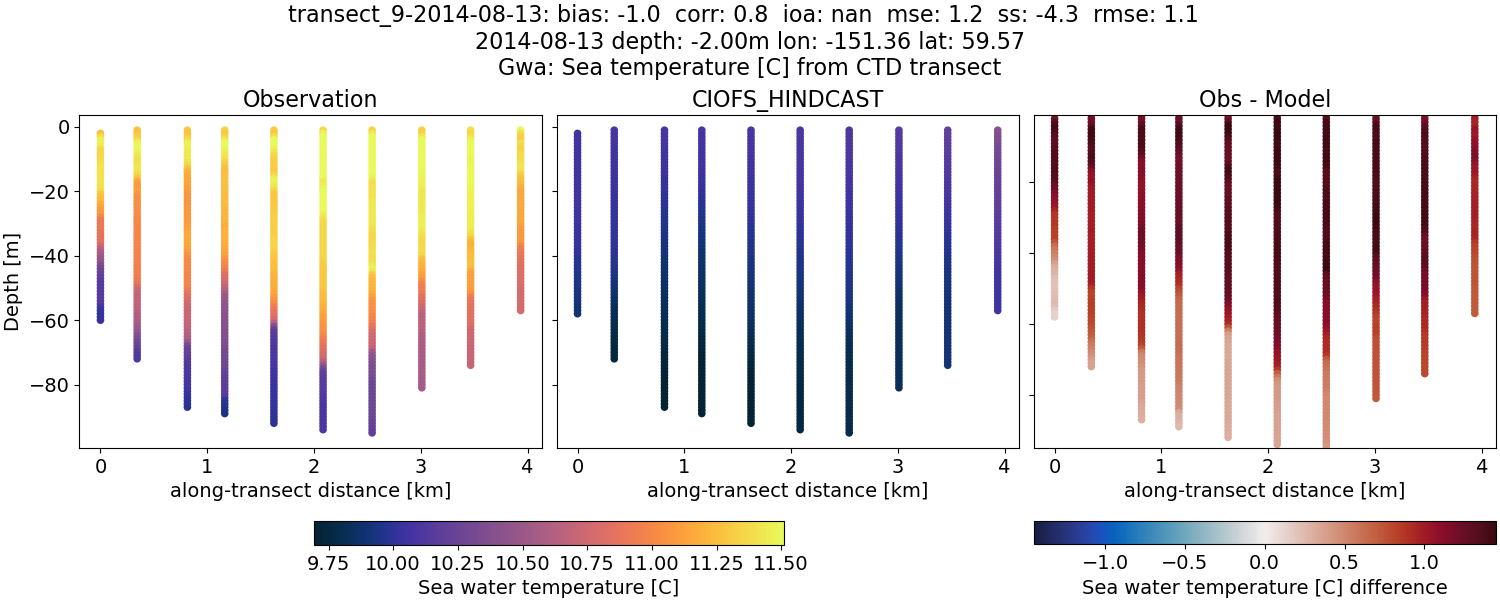 transect_9-2014-08-13: bias: -1.0  corr: 0.8  ioa: nan  mse: 1.2  ss: -4.3  rmse: 1.1
2014-08-13 depth: -2.00m lon: -151.36 lat: 59.57
Gwa: Sea temperature [C] from CTD transect
Observation
CIOFS_HINDCAST
Obs - Model
Depth [m]
0
−20
−40
−60
−80
0 1 2 3 4
0 1 2 3 4
0 1 2 3 4
along-transect distance [km]
along-transect distance [km]
along-transect distance [km]
9.75 10.00 10.25 10.50 10.75 11.00 11.25 11.50
Sea water temperature [C]
−1.0 −0.5 0.0 0.5 1.0
Sea water temperature [C] difference